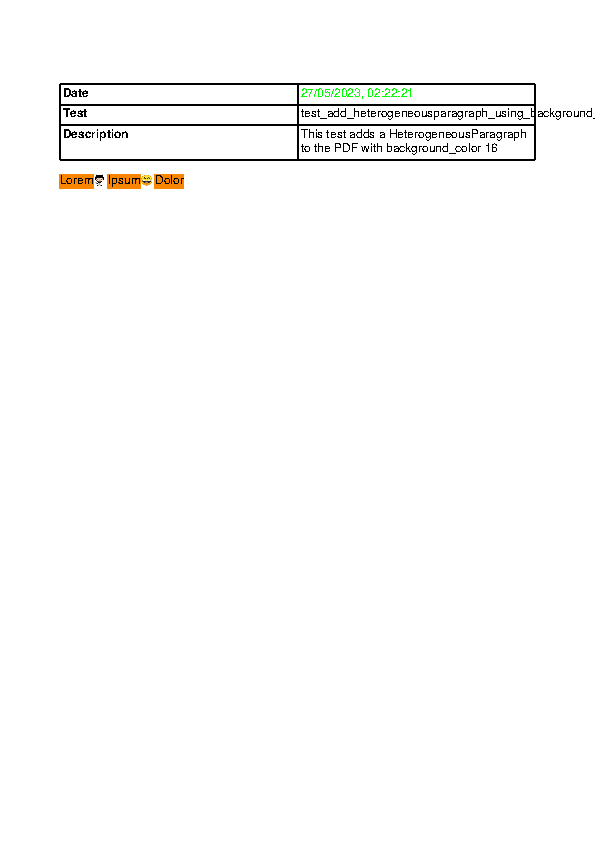 Date 27/05/2023, 02:22:21
Test test_add_heterogeneousparagraph_using_background_
Description This test adds a HeterogeneousParagraph
to the PDF with background_color 16
Lorem Ipsum Dolor